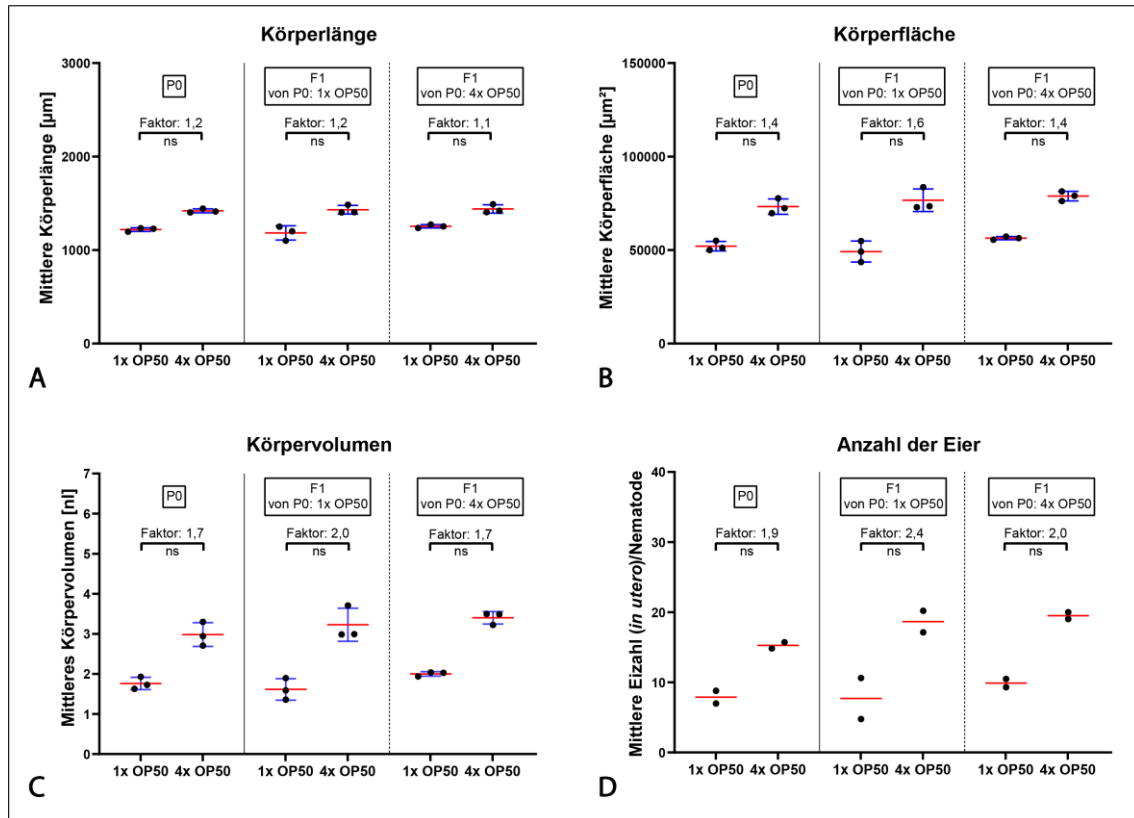 Körperlänge
Mittlere Körperlänge [µm]
3000
2000
1000
0
P0
F1
von P0: 1x OP50
F1
von P0: 4x OP50
Faktor: 1,2
ns
Faktor: 1,2
ns
Faktor: 1,1
ns
1x OP50 4x OP50 1x OP50 4x OP50 1x OP50 4x OP50
A
Körperfläche
Mittlere Körperfläche [µm²]
150000
100000
50000
0
P0
F1
von P0: 1x OP50
F1
von P0: 4x OP50
Faktor: 1,4
ns
Faktor: 1,6
ns
Faktor: 1,4
ns
1x OP50 4x OP50 1x OP50 4x OP50 1x OP50 4x OP50
B
Körpervolumen
Mittleres Körpervolumen [nl]
7
6
5
4
3
2
1
0
P0
F1
von P0: 1x OP50
F1
von P0: 4x OP50
Faktor: 1,7
ns
Faktor: 2,0
ns
Faktor: 1,7
ns
1x OP50 4x OP50 1x OP50 4x OP50 1x OP50 4x OP50
C
Anzahl der Eier
Mittlere Eizahl (in utero)/Nematode
40
30
20
10
0
P0
F1
von P0: 1x OP50
F1
von P0: 4x OP50
Faktor: 1,9
ns
Faktor: 2,4
ns
Faktor: 2,0
ns
1x OP50 4x OP50 1x OP50 4x OP50 1x OP50 4x OP50
D